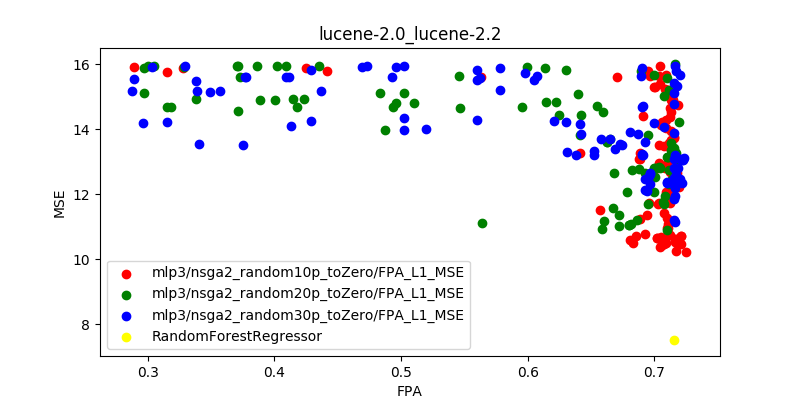 lucene-2.0_lucene-2.2
MSE
16
14
12
10
8
mlp3/nsga2_random10p_toZero/FPA_L1_MSE
mlp3/nsga2_random20p_toZero/FPA_L1_MSE
mlp3/nsga2_random30p_toZero/FPA_L1_MSE
RandomForestRegressor
0.3 0.4 0.5 0.6 0.7
FPA